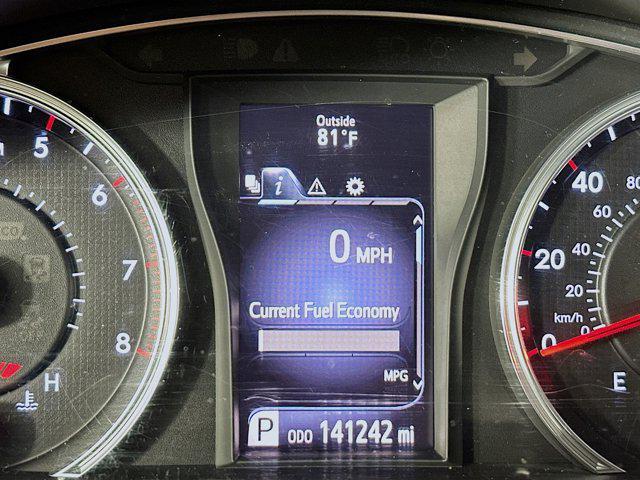 Outside
81°F
i
0 MPH
Current Fuel Economy
MPG
P ODO 141242 mi
5
6
7
8
H
40
20
0
80
60
40
20
0
km/h
E